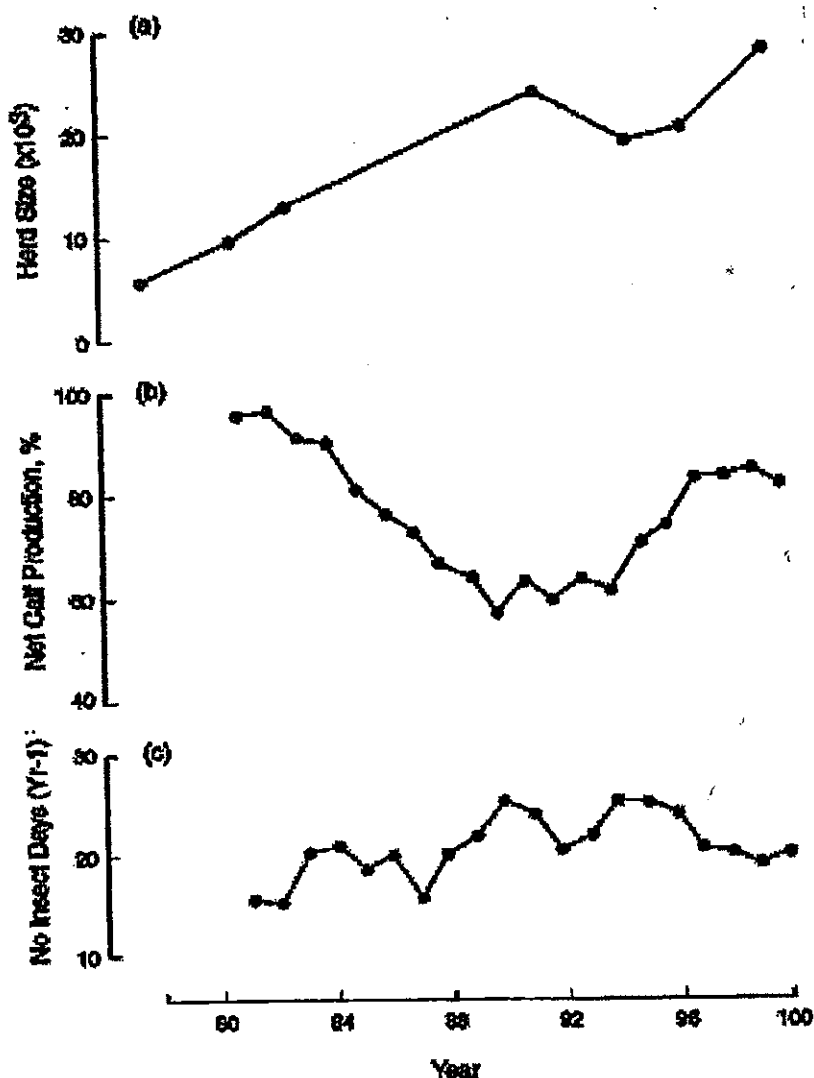 (a)
30
20
10
0
Herd Size (x10³)
(b)
100
80
60
40
Net Calf Production, %
(c)
30
20
10
No Insect Days (Yr-1)
80 84 88 92 96 100
Year